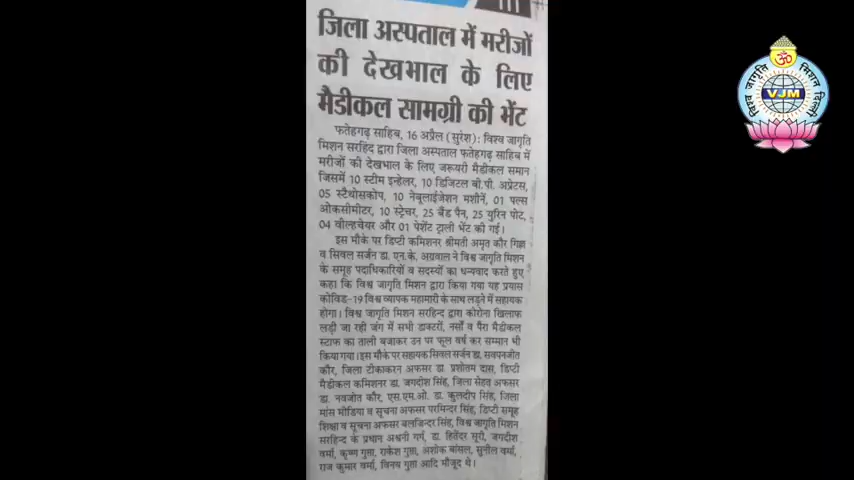 जिला अस्पताल में मरीजों
की देखभाल के लिए
मैडीकल सामग्री की भेंट
फतेहगढ़ साहिब, 16 अप्रैल (सुरेश): विश्व जागृति
मिशन सरहिंद द्वारा जिला अस्पताल फतेहगढ़ साहिब में
मरीजों की देखभाल के लिए जरूयरी मैडीकल समान
जिसमें 10 स्टीम इन्हेलर, 10 डिजिटल बी.पी. अप्रेटस,
05 स्टैथोसकोप, 10 नेबूलाईजेशन मशीनें, 01 पल्स
ओकसीमीटर, 10 स्ट्रेचर, 25 बैंड पैन, 25 युरिन पोट,
04 वील्हचेयर और 01 पेशेंट ट्राली भेंट की गई।
इस मौके पर डिप्टी कमिशनर श्रीमती अमृत कौर गिल्ल
व सिवल सर्जन डा. एन.के. अग्रवाल ने विश्व जागृति मिशन
के समूह पदाधिकारियों व सदस्यों का धन्यवाद करते हुए
कहा कि विश्व जागृति मिशन द्वारा किया गया यह प्रयास
कोविड-19 विश्व व्यापक महामारी के साथ लड़ने में सहायक
होगा। विश्व जागृति मिशन सरहिन्द द्वारा कोरोना खिलाफ
लड़ी जा रही जंग में सभी डाक्टरों, नर्सों व पैरा मैडीकल
स्टाफ का ताली बजाकर उन पर फूल वर्षा कर सम्मान भी
किया गया। इस मौके पर सहायक सिवल सर्जन डा. सवपनजीत
कौर, जिला टीकाकरन अफसर डा. प्रशोतम दास, डिप्टी
मैडीकल कमिशनर डा. जगदीश सिंह, जिला सेहत अफसर
डा. नवजोत कौर, एस.एम.ओ. डा. कुलदीप सिंह, जिला
मांस मीडिया व सूचना अफसर परमिन्दर सिंह, डिप्टी समूह
शिक्षा व सूचना अफसर बलजिन्डर सिंह, विश्व जागृति मिशन
सरहिन्द के प्रधान अश्वनी गर्ग, डा. हितेंदर सूरी, जगदीश
वर्मा, कृष्ण गुप्ता, राकेश गुप्ता, अशोक बांसल, सुनील वर्मा,
राज कुमार वर्मा, विनय गुप्ता आदि मौजूद थे।
ॐ
विश्व जागृति मिशन दिल्ली
VJM